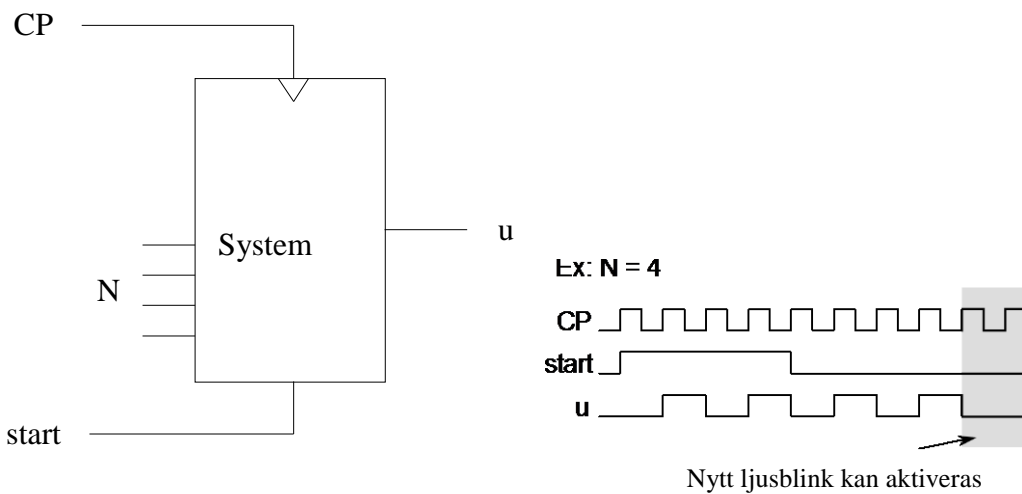 CP
System
u
N
start
Ex: N = 4
CP
start
u
Nytt ljusblink kan aktiveras